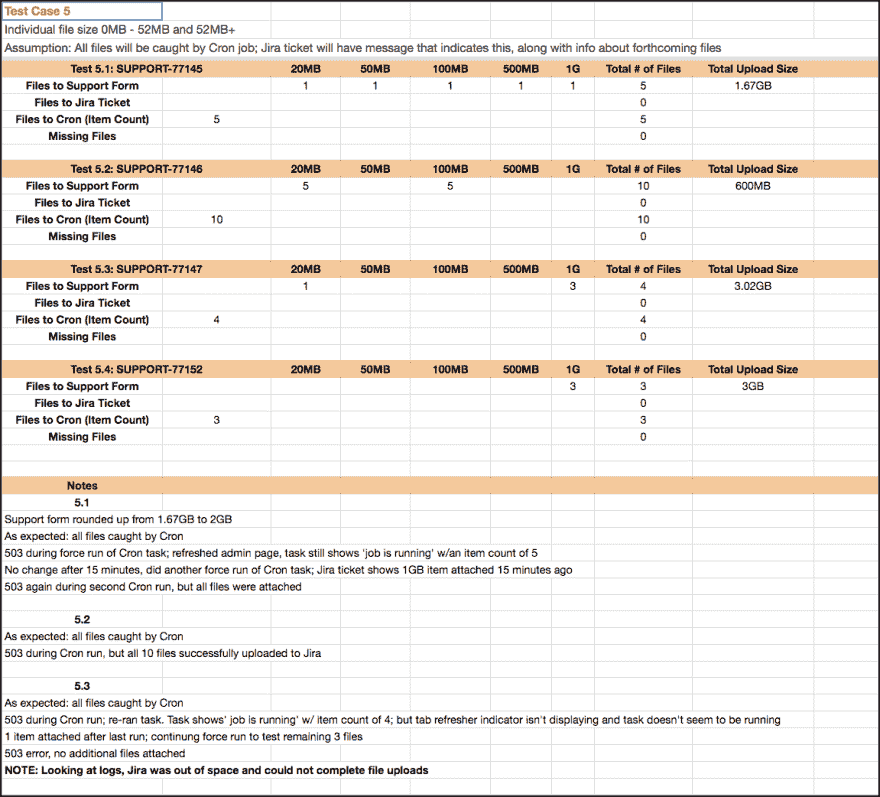 Test Case 5
Individual file size 0MB - 52MB and 52MB+
Assumption: All files will be caught by Cron job; Jira ticket will have message that indicates this, along with info about forthcoming files
Test 5.1: SUPPORT-77145 20MB 50MB 100MB 500MB 1G Total # of Files Total Upload Size
Files to Support Form 1 1 1 1 1 5 1.67GB
Files to Jira Ticket 0
Files to Cron (Item Count) 5 5
Missing Files 0
Test 5.2: SUPPORT-77146 20MB 50MB 100MB 500MB 1G Total # of Files Total Upload Size
Files to Support Form 5 5 10 600MB
Files to Jira Ticket 0
Files to Cron (Item Count) 10 10
Missing Files 0
Test 5.3: SUPPORT-77147 20MB 50MB 100MB 500MB 1G Total # of Files Total Upload Size
Files to Support Form 1 3 4 3.02GB
Files to Jira Ticket 0
Files to Cron (Item Count) 4 4
Missing Files 0
Test 5.4: SUPPORT-77152 20MB 50MB 100MB 500MB 1G Total # of Files Total Upload Size
Files to Support Form 3 3 3GB
Files to Jira Ticket 0
Files to Cron (Item Count) 3 3
Missing Files 0
Notes
5.1
Support form rounded up from 1.67GB to 2GB
As expected: all files caught by Cron
503 during force run of Cron task; refreshed admin page, task still shows 'job is running' w/an item count of 5
No change after 15 minutes, did another force run of Cron task; Jira ticket shows 1GB item attached 15 minutes ago
503 again during second Cron run, but all files were attached
5.2
As expected: all files caught by Cron
503 during Cron run, but all 10 files successfully uploaded to Jira
5.3
As expected: all files caught by Cron
503 during Cron run; re-ran task. Task shows' job is running' w/ item count of 4; but tab refresher indicator isn't displaying and task doesn't seem to be running
1 item attached after last run; continung force run to test remaining 3 files
503 error, no additional files attached
NOTE: Looking at logs, Jira was out of space and could not complete file uploads